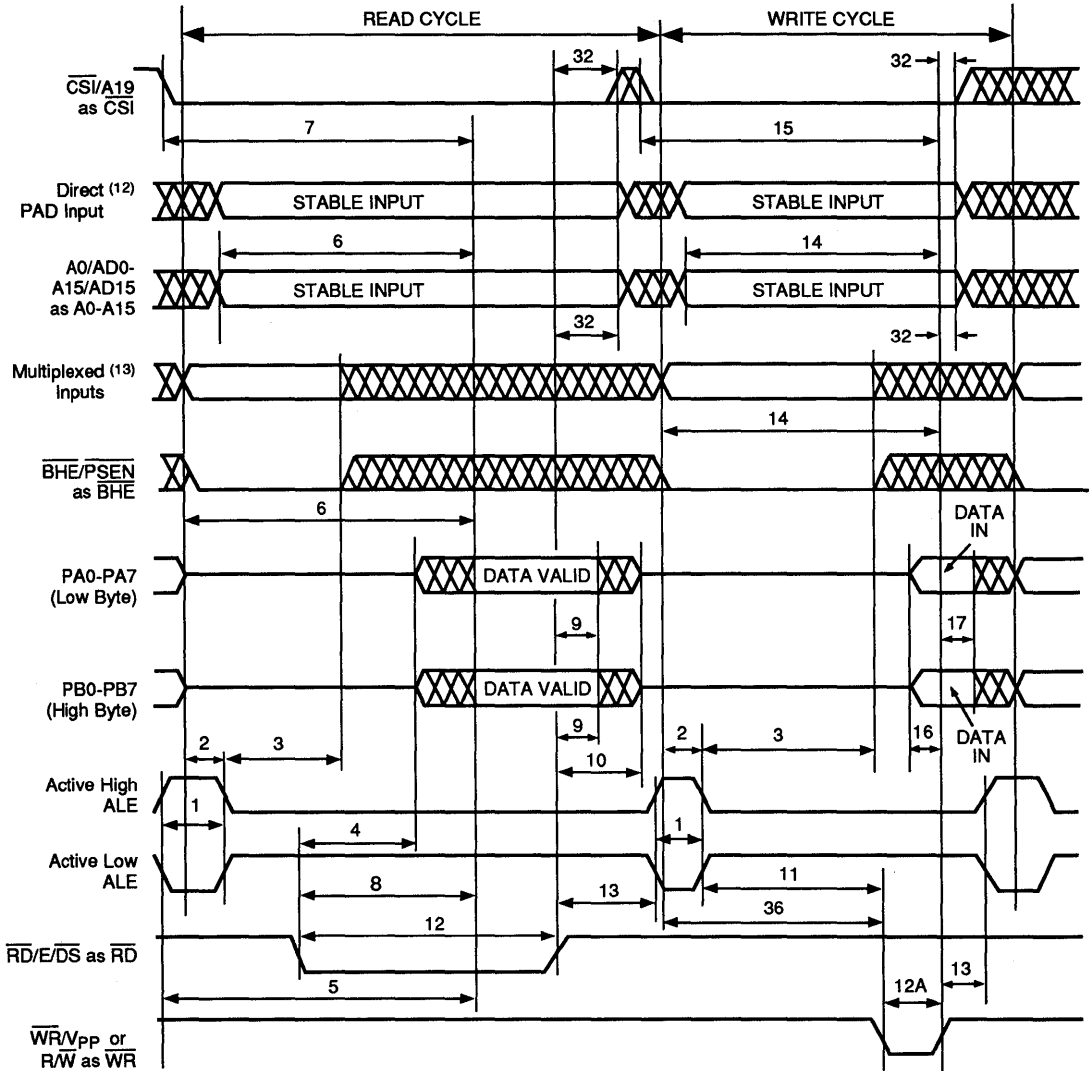 READ CYCLE
WRITE CYCLE
32
32
CSI/A19
as CSI
7
15
Direct (12)
PAD Input
STABLE INPUT
STABLE INPUT
6
14
A0/AD0-
A15/AD15
as A0-A15
STABLE INPUT
STABLE INPUT
32
32
Multiplexed (13)
Inputs
14
BHE/PSEN
as BHE
6
DATA
IN
PA0-PA7
(Low Byte)
DATA VALID
9
17
PB0-PB7
(High Byte)
DATA VALID
9
DATA
IN
2
3
10
2
3
16
Active High
ALE
1
4
1
Active Low
ALE
8
13
11
36
12
RD/E/DS as RD
5
12A
13
WR/VPP or
R/W as WR